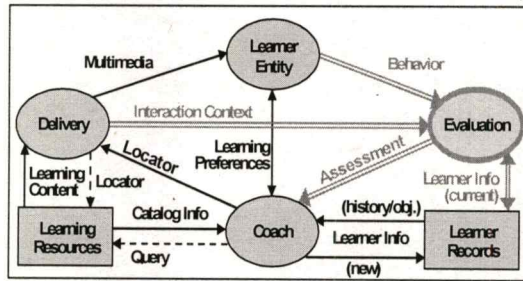 Learner
Entity
Multimedia
Behavior
Delivery
Interaction Context
Evaluation
Locator
Learning
Preferences
Assessment
Learning
Content
Locator
Learner Info
(current)
Catalog Info
(history/obj.)
Learning
Resources
Coach
Learner Info
Learner
Records
Query
(new)